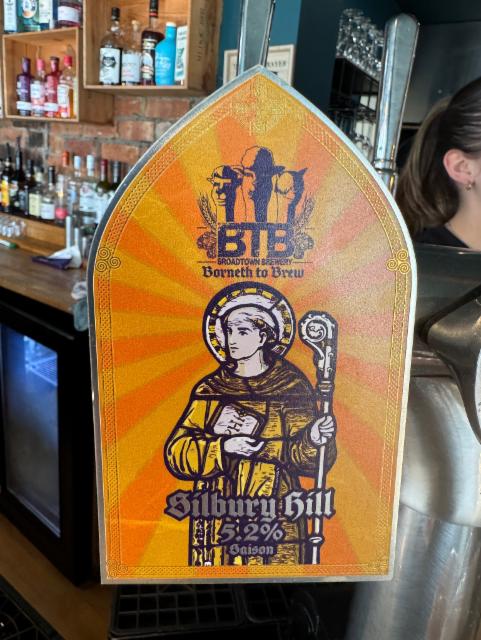 BTB
BROADTOWN BREWERY
Borneth to Brew
Silbury Hill
5.2%
Saison